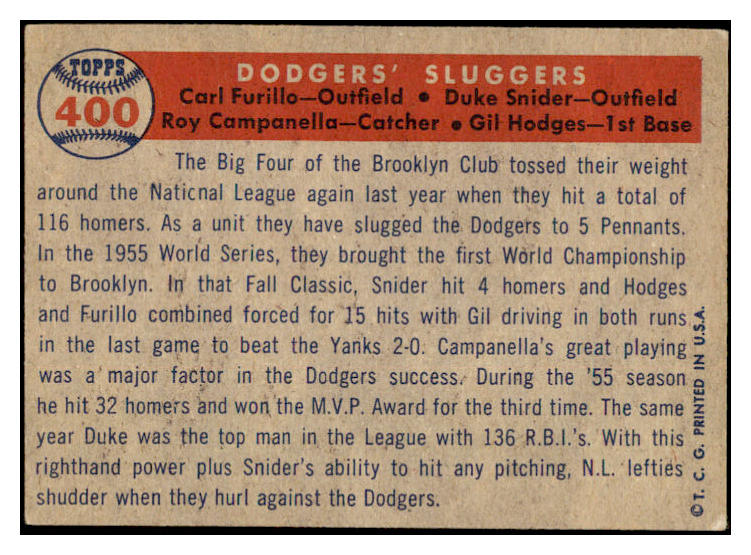 TOPPS
400
DODGERS' SLUGGERS
Carl Furillo—Outfield • Duke Snider—Outfield
Roy Campanella—Catcher • Gil Hodges—1st Base
The Big Four of the Brooklyn Club tossed their weight
around the Naticnal League again last year when they hit a total of
116 homers. As a unit they have slugged the Dodgers to 5 Pennants.
In the 1955 World Series, they brought the first World Championship
to Brooklyn. In that Fall Classic, Snider hit 4 homers and Hodges
and Furillo combined forced for 15 hits with Gil driving in both runs
in the last game to beat the Yanks 2-0. Campanella's great playing
was a major factor in the Dodgers success. During the '55 season
he hit 32 homers and won the M.V.P. Award for the third time. The same
year Duke was the top man in the League with 136 R.B.I.'s. With this
righthand power plus Snider's ability to hit any pitching, N.L. lefties
shudder when they hurl against the Dodgers.
©T. C. G. PRINTED IN U.S.A.